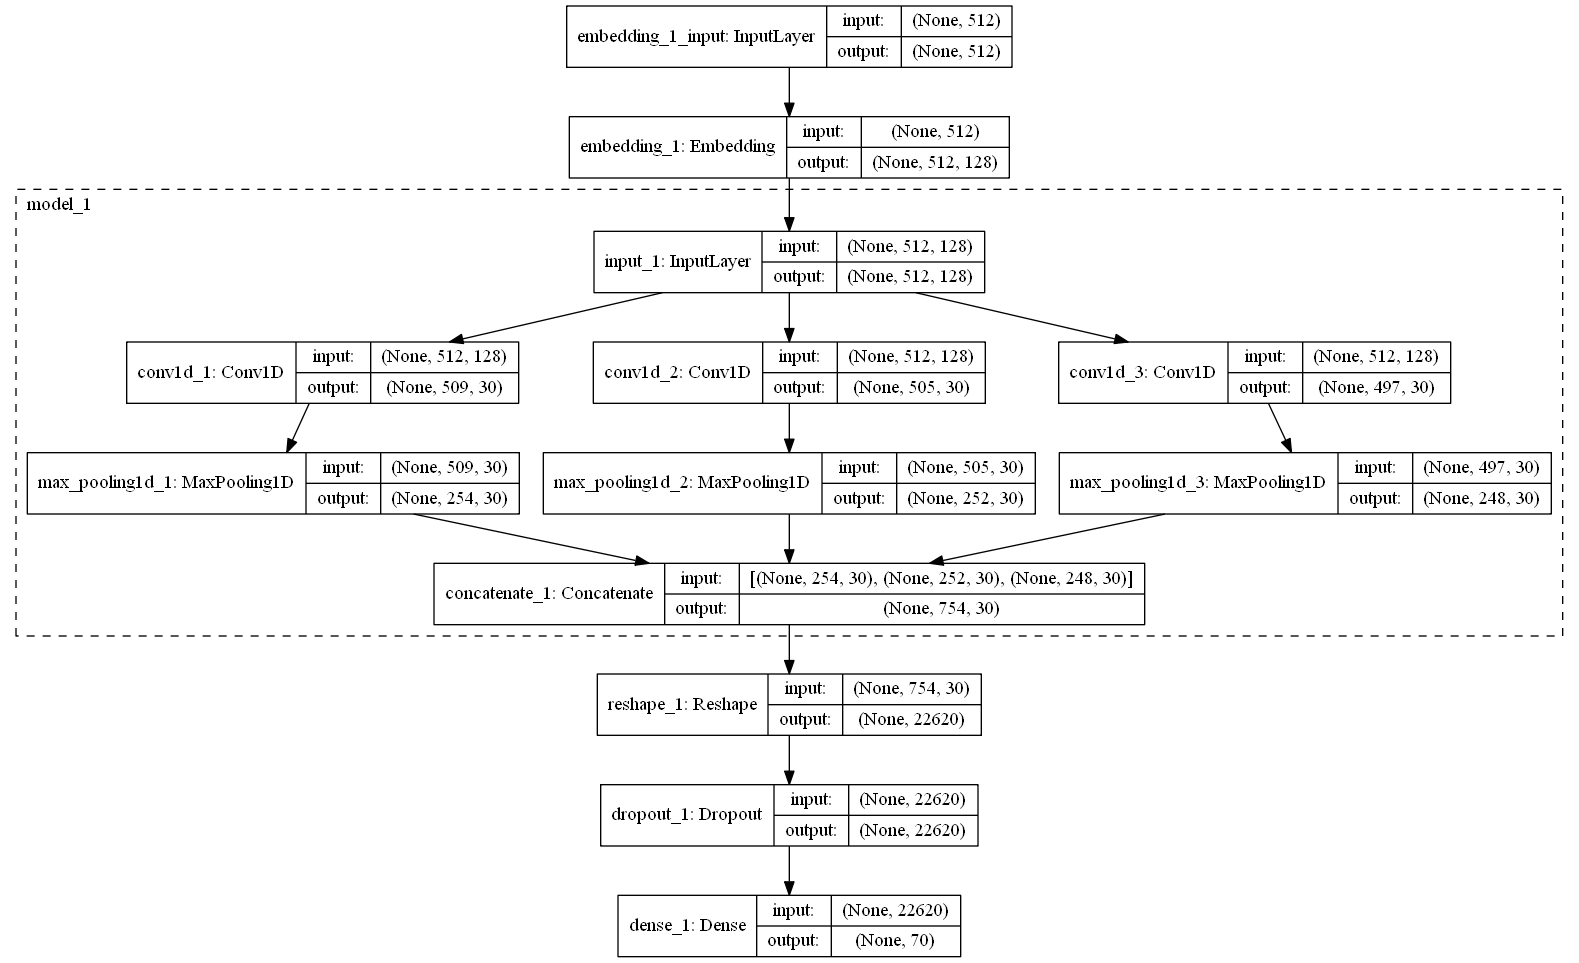 embedding_1_input: InputLayer
input: (None, 512)
output: (None, 512)
embedding_1: Embedding
input: (None, 512)
output: (None, 512, 128)
model_1
input_1: InputLayer
input: (None, 512, 128)
output: (None, 512, 128)
conv1d_1: Conv1D
input: (None, 512, 128)
output: (None, 509, 30)
conv1d_2: Conv1D
input: (None, 512, 128)
output: (None, 505, 30)
conv1d_3: Conv1D
input: (None, 512, 128)
output: (None, 497, 30)
max_pooling1d_1: MaxPooling1D
input: (None, 509, 30)
output: (None, 254, 30)
max_pooling1d_2: MaxPooling1D
input: (None, 505, 30)
output: (None, 252, 30)
max_pooling1d_3: MaxPooling1D
input: (None, 497, 30)
output: (None, 248, 30)
concatenate_1: Concatenate
input: [(None, 254, 30), (None, 252, 30), (None, 248, 30)]
output: (None, 754, 30)
reshape_1: Reshape
input: (None, 754, 30)
output: (None, 22620)
dropout_1: Dropout
input: (None, 22620)
output: (None, 22620)
dense_1: Dense
input: (None, 22620)
output: (None, 70)